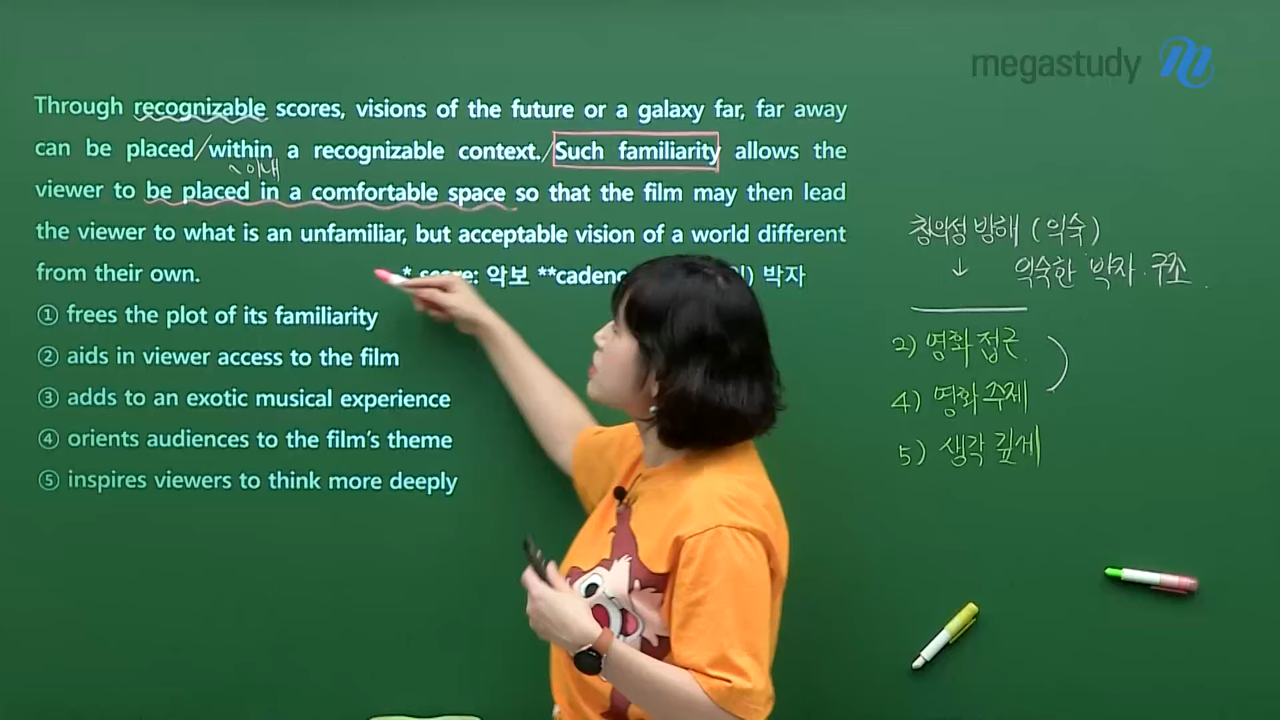 megastudy
Through recognizable scores, visions of the future or a galaxy far, far away
can be placed/within a recognizable context./Such familiarity allows the
이내
viewer to be placed in a comfortable space so that the film may then lead
the viewer to what is an unfamiliar, but acceptable vision of a world different
from their own. * score: 악보 **cadenc ) 박자
① frees the plot of its familiarity
② aids in viewer access to the film
③ adds to an exotic musical experience
④ orients audiences to the film's theme
⑤ inspires viewers to think more deeply
창의성 방해 (익숙)
↓ 익숙한 박자·구조
2) 영화 접근
4) 영화 주제
5) 생각 깊게